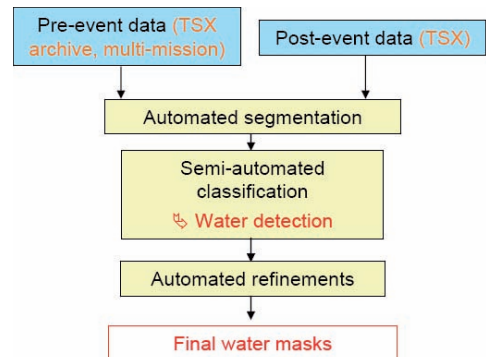 Pre-event data (TSX
archive, multi-mission)
Post-event data (TSX)
Automated segmentation
Semi-automated
classification
↳ Water detection
Automated refinements
Final water masks